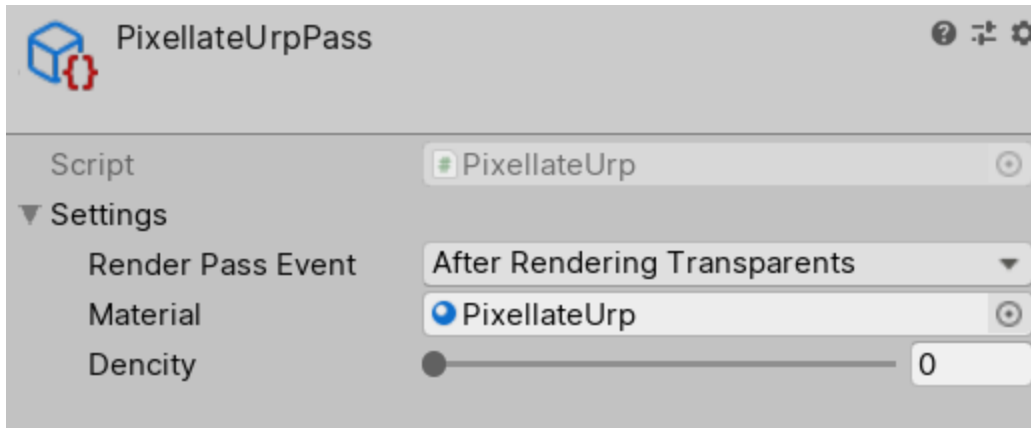 PixellateUrpPass
Script PixellateUrp
Settings
Render Pass Event After Rendering Transparents
Material PixellateUrp
Dencity 0